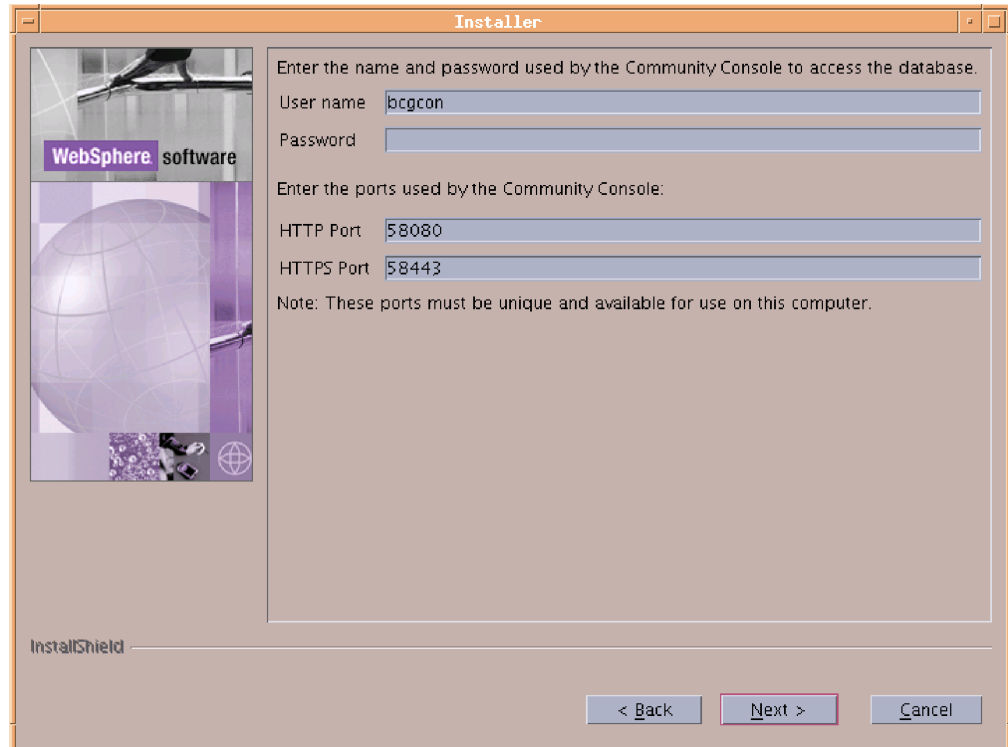 Installer
WebSphere software
Enter the name and password used by the Community Console to access the database.
User name bcgcon
Password
Enter the ports used by the Community Console:
HTTP Port 58080
HTTPS Port 58443
Note: These ports must be unique and available for use on this computer.
InstallShield
< Back Next > Cancel